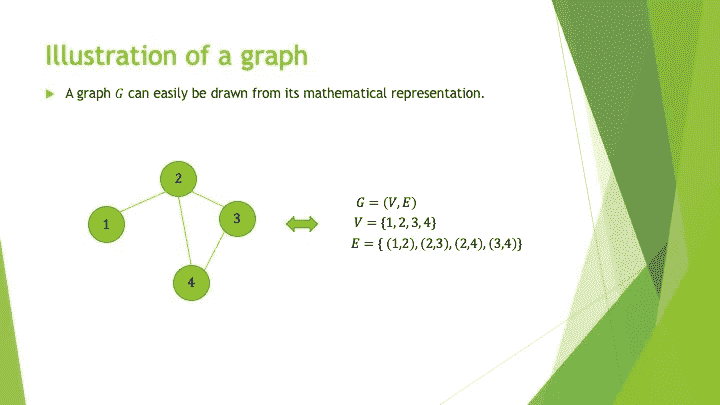 Illustration of a graph
A graph G can easily be drawn from its mathematical representation.
2
1
3
4
G = (V, E)
V = {1, 2, 3, 4}
E = { (1,2), (2,3), (2,4), (3,4)}